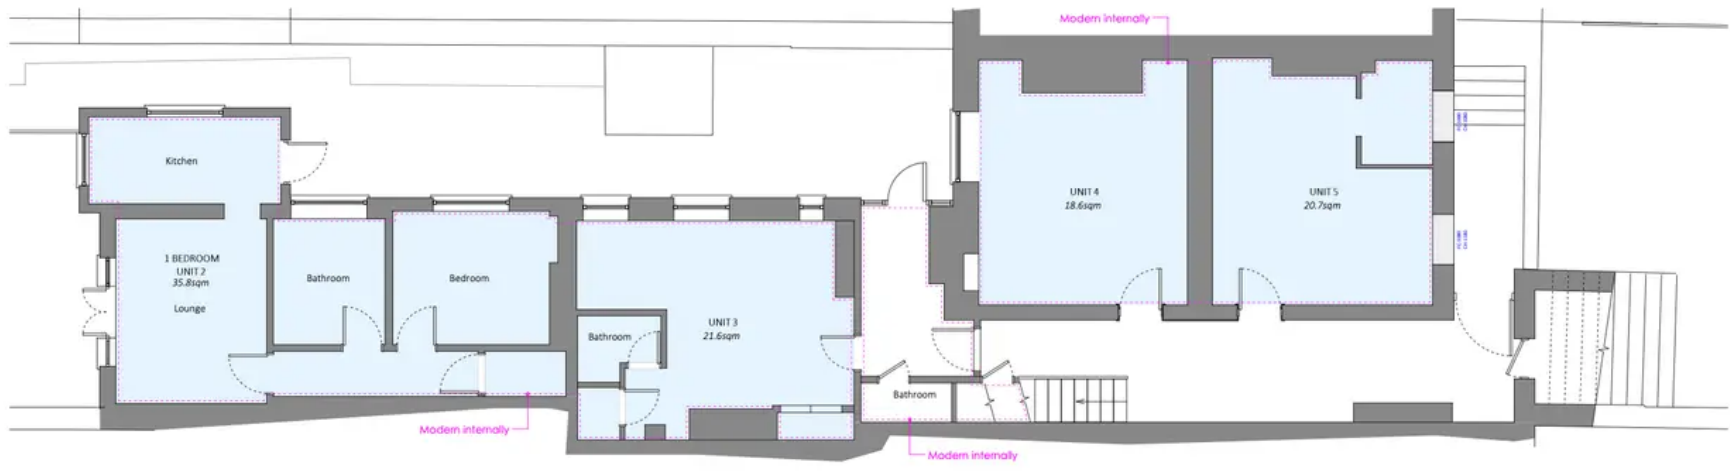 Modern internally
Kitchen
UNIT 4
18.6sqm
UNIT 5
20.7sqm
1 BEDROOM
UNIT 2
35.8sqm
Lounge
Bathroom
Bedroom
UNIT 3
21.6sqm
Bathroom
Bathroom
Modern internally
Modern internally